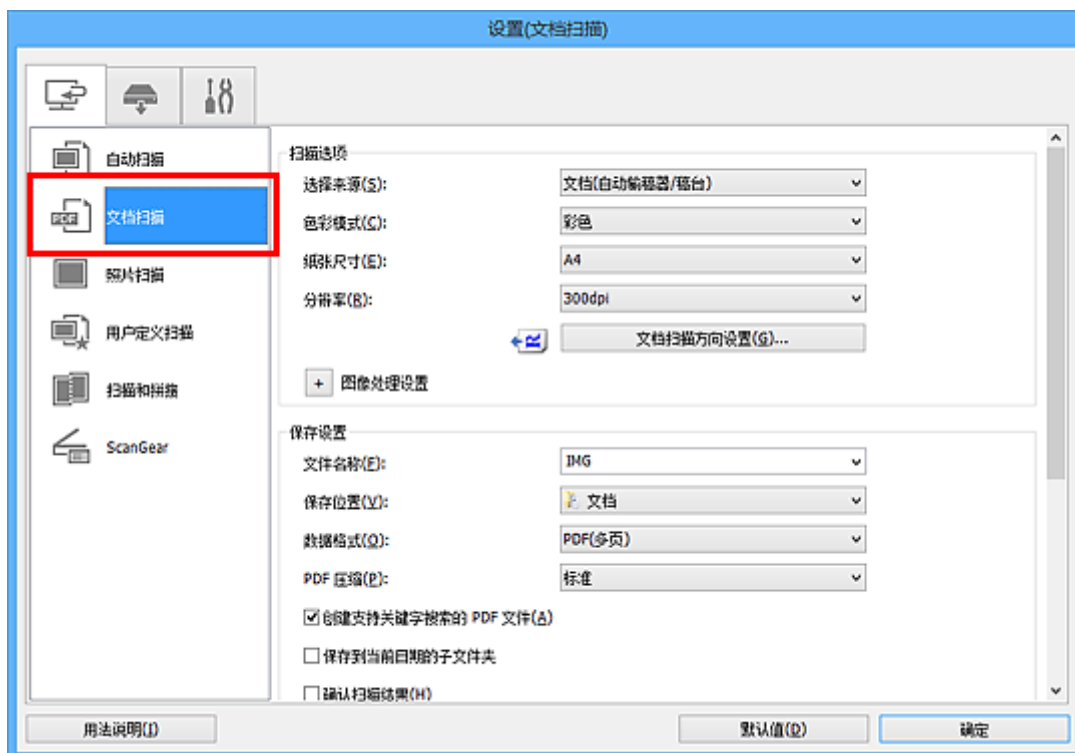 设置(文档扫描)
自动扫描
PDF
文档扫描
照片扫描
用户定义扫描
扫描和拼缩
ScanGear
扫描选项
选择来源(S): 文档(自动输稿器/稿台)
色彩模式(C): 彩色
纸张尺寸(E): A4
分辨率(R): 300dpi
文档扫描方向设置(G)...
+ 图像处理设置
保存设置
文件名称(F): IMG
保存位置(V): 文档
数据格式(O): PDF(多页)
PDF 压缩(P): 标准
创建支持关键字搜索的 PDF 文件(A)
保存到当前日期的子文件夹
确认扫描结果(H)
用法说明(I)
默认值(D)
确定